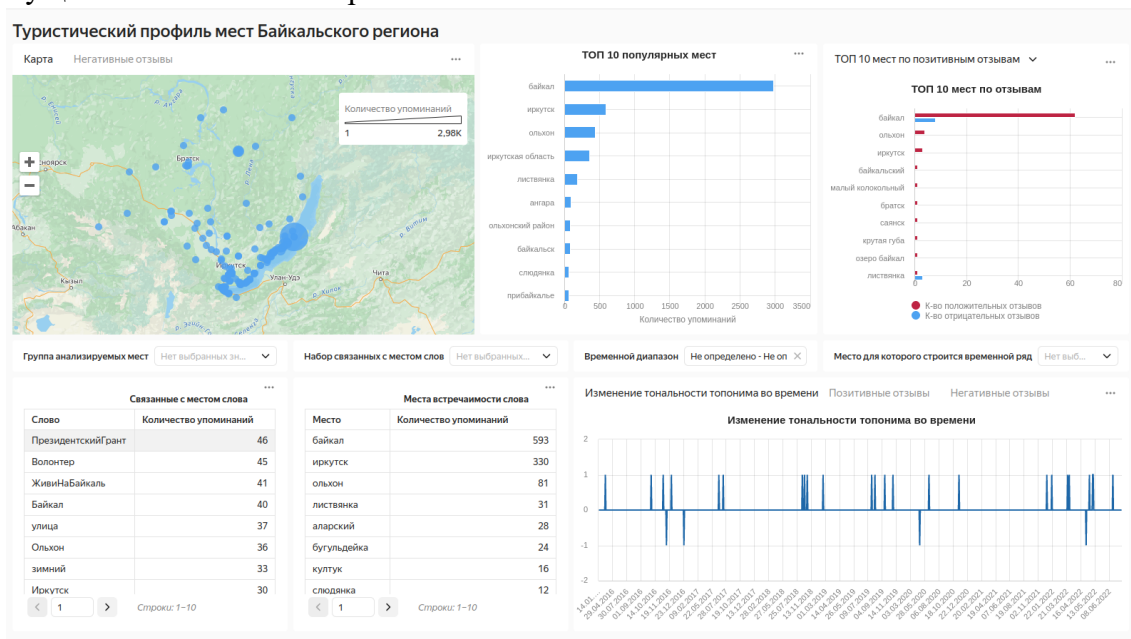 Туристический профиль мест Байкальского региона
Карта
Негативные отзывы
Количество упоминаний
1
2,98K
Братск
Кызыл
Улан-Удэ
Чита
р. Витим
р. Хилок
ТОП 10 популярных мест
байкал
иркутск
ольхон
иркутская область
листвянка
ангара
ольхонский район
байкальск
слюдянка
прибайкалье
0 500 1000 1500 2000 2500 3000 3500
Количество упоминаний
ТОП 10 мест по позитивным отзывам
ТОП 10 мест по отзывам
байкал
ольхон
иркутск
байкальский
малый колокольный
братск
саянск
крутая губа
озеро байкал
листвянка
0 20 40 60 80
К-во положительных отзывов
К-во отрицательных отзывов
Группа анализируемых мест
Нет выбранных зн...
Набор связанных с местом слов
Нет выбранных...
Временной диапазон
Не определено - Не оп
Место для которого строится временной ряд
Нет выб...
Связанные с местом слова
Слово Количество упоминаний
ПрезидентскийГрант 46
Волонтер 45
ЖивиНаБайкаль 41
Байкал 40
улица 37
Ольхон 36
зимний 33
Иркутск 30
1
Строки: 1–10
Места встречаимости слова
Место Количество упоминаний
байкал 593
иркутск 330
ольхон 81
листвянка 31
аларский 28
бугульдейка 24
култук 16
слюдянка 12
1
Строки: 1–10
Изменение тональности топонима во времени
Позитивные отзывы
Негативные отзывы
Изменение тональности топонима во времени
2
1
0
-1
-2